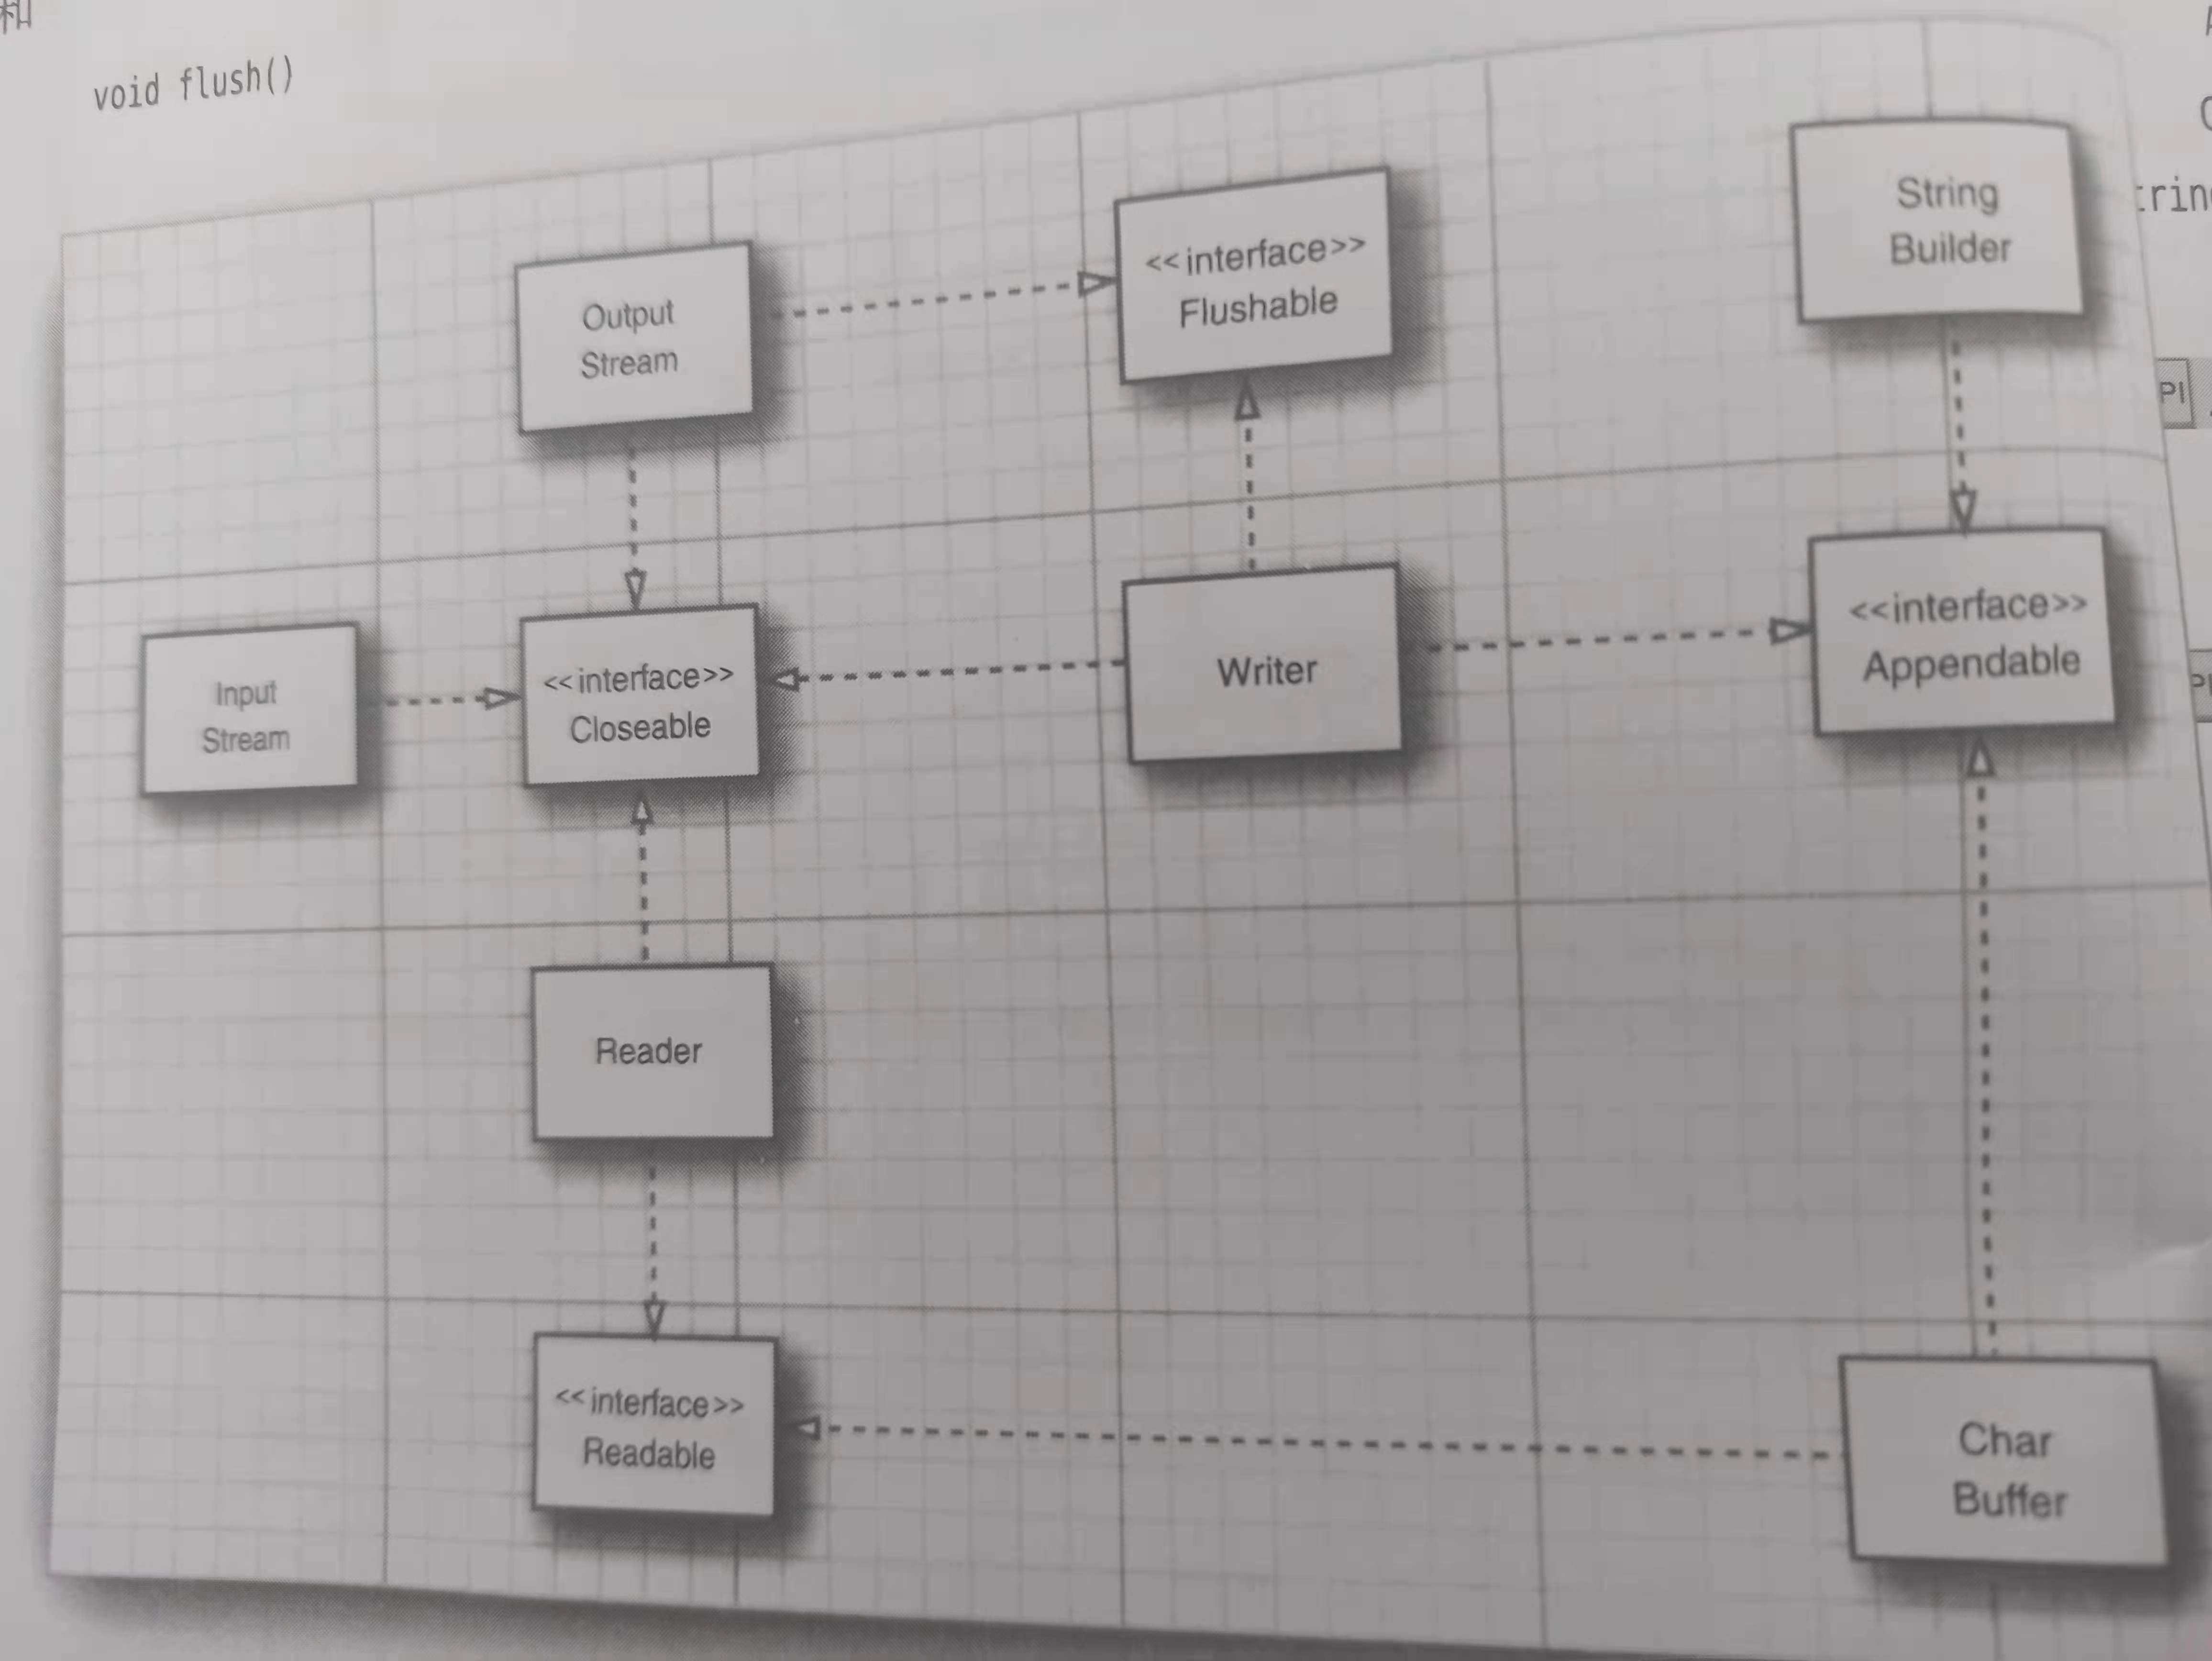 和
void flush()
Output
Stream
<<interface>>
Flushable
String
Builder
Input
Stream
<<interface>>
Closeable
Writer
<<interface>>
Appendable
Reader
<<interface>>
Readable
Char
Buffer
PI